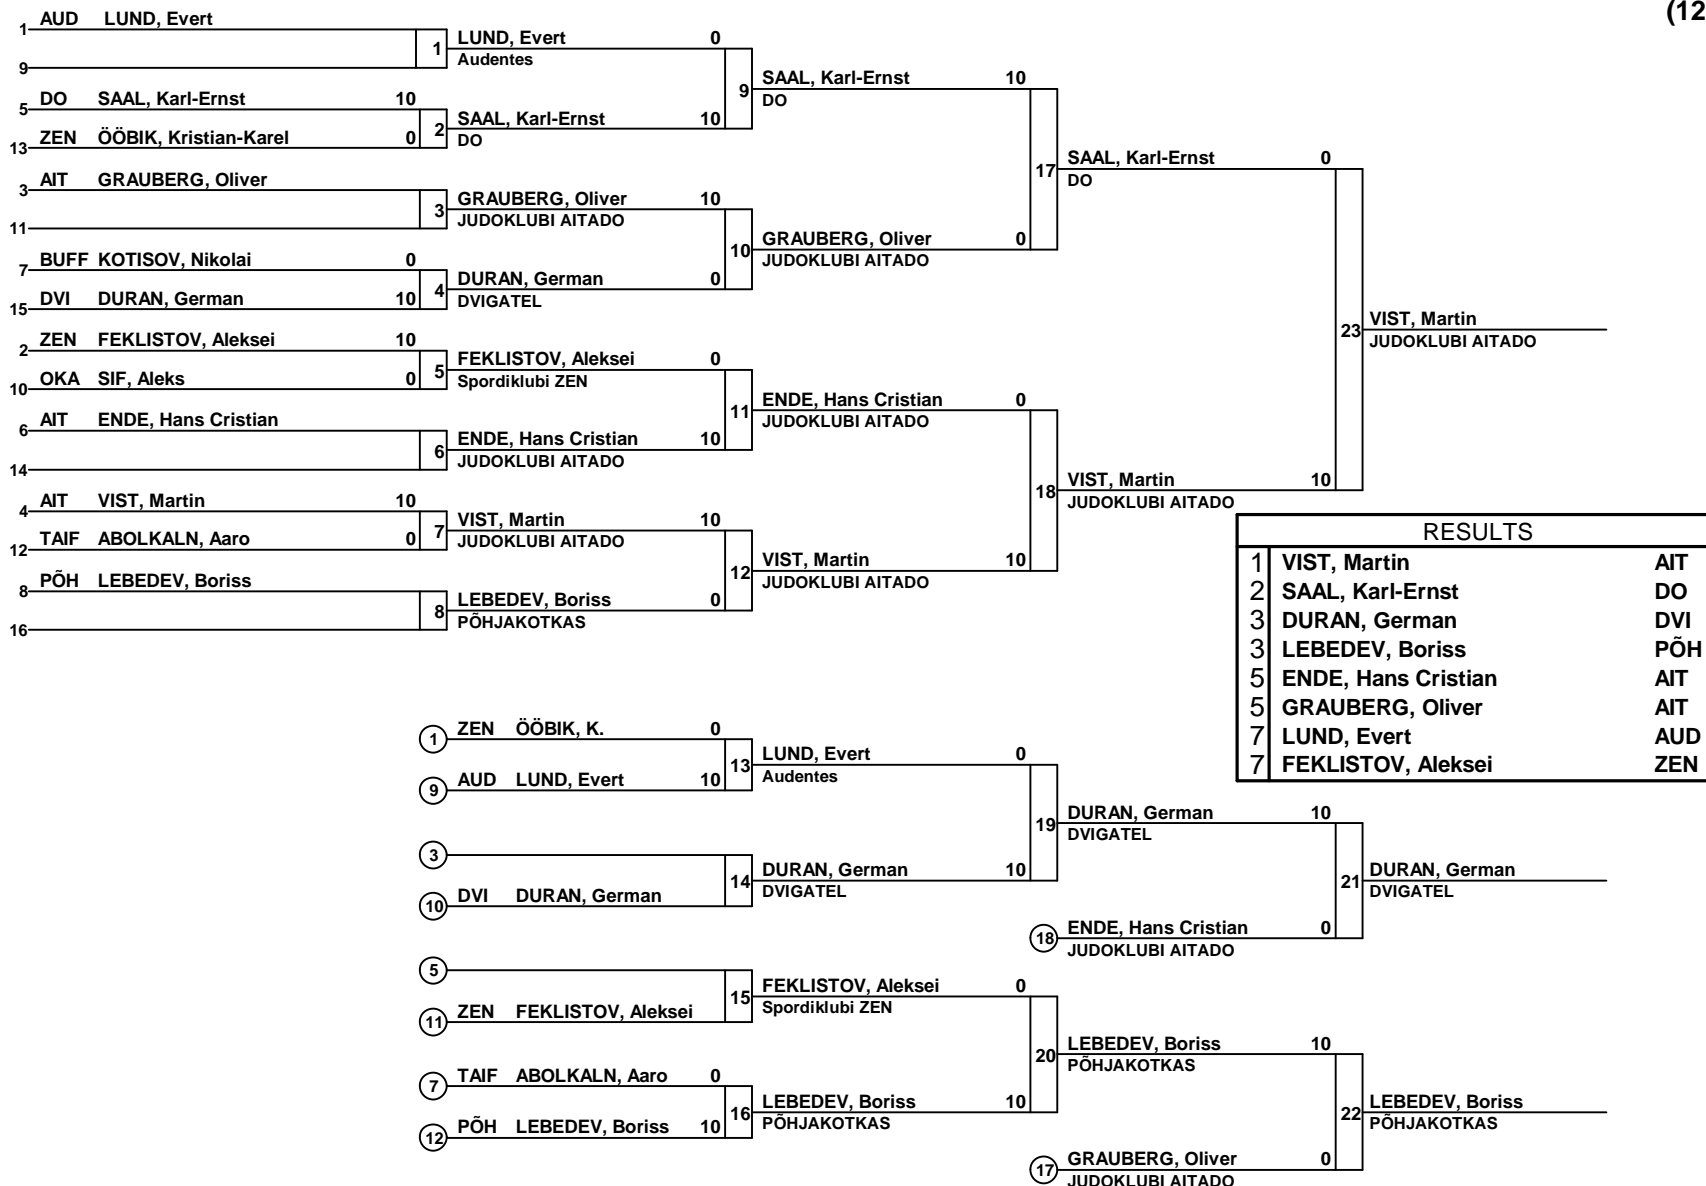 (12
1 AUD LUND, Evert
9
1 LUND, Evert 0
Audentes
5 DO SAAL, Karl-Ernst 10
13 ZEN ÖÖBIK, Kristian-Karel 0
2 SAAL, Karl-Ernst 10
DO
9 SAAL, Karl-Ernst 10
DO
3 AIT GRAUBERG, Oliver
11
3 GRAUBERG, Oliver 10
JUDOKLUBI AITADO
7 BUFF KOTISOV, Nikolai 0
15 DVI DURAN, German 10
4 DURAN, German 0
DVIGATEL
10 GRAUBERG, Oliver 0
JUDOKLUBI AITADO
17 SAAL, Karl-Ernst 0
DO
2 ZEN FEKLISTOV, Aleksei 10
10 OKA SIF, Aleks 0
5 FEKLISTOV, Aleksei 0
Spordiklubi ZEN
6 AIT ENDE, Hans Cristian
14
6 ENDE, Hans Cristian 10
JUDOKLUBI AITADO
11 ENDE, Hans Cristian 0
JUDOKLUBI AITADO
4 AIT VIST, Martin 10
12 TAIF ABOLKALN, Aaro 0
7 VIST, Martin 10
JUDOKLUBI AITADO
8 PÕH LEBEDEV, Boriss
16
8 LEBEDEV, Boriss 0
PÕHJAKOTKAS
12 VIST, Martin 10
JUDOKLUBI AITADO
18 VIST, Martin 10
JUDOKLUBI AITADO
23 VIST, Martin
JUDOKLUBI AITADO
RESULTS
1 VIST, Martin AIT
2 SAAL, Karl-Ernst DO
3 DURAN, German DVI
3 LEBEDEV, Boriss PÕH
5 ENDE, Hans Cristian AIT
5 GRAUBERG, Oliver AIT
7 LUND, Evert AUD
7 FEKLISTOV, Aleksei ZEN
1 ZEN ÖÖBIK, K. 0
9 AUD LUND, Evert 10
13 LUND, Evert 0
Audentes
3
10 DVI DURAN, German
14 DURAN, German 10
DVIGATEL
19 DURAN, German 10
DVIGATEL
18 ENDE, Hans Cristian 0
JUDOKLUBI AITADO
21 DURAN, German
DVIGATEL
5
11 ZEN FEKLISTOV, Aleksei
15 FEKLISTOV, Aleksei 0
Spordiklubi ZEN
7 TAIF ABOLKALN, Aaro 0
12 PÕH LEBEDEV, Boriss 10
16 LEBEDEV, Boriss 10
PÕHJAKOTKAS
20 LEBEDEV, Boriss 10
PÕHJAKOTKAS
17 GRAUBERG, Oliver 0
JUDOKLUBI AITADO
22 LEBEDEV, Boriss
PÕHJAKOTKAS